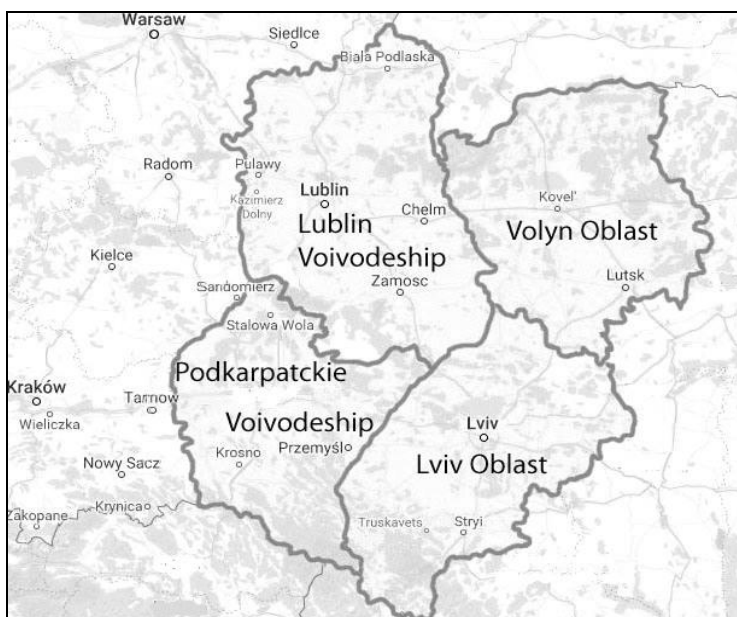 Warsaw
Siedlce
Biala Podlaska
Radom
Pulawy
Kazimierz
Dolny
Lublin
Lublin
Voivodeship
Chelm
Kovel'
Volyn Oblast
Kielce
Zamosc
Lutsk
Sandomierz
Stalowa Wola
Podkarpatckie
Voivodeship
Kraków
Wieliczka
Tarnow
Krosno
Przemyśl
Lviv
Lviv Oblast
Nowy Sacz
Krynica
Zakopane
Truskavets
Stryi